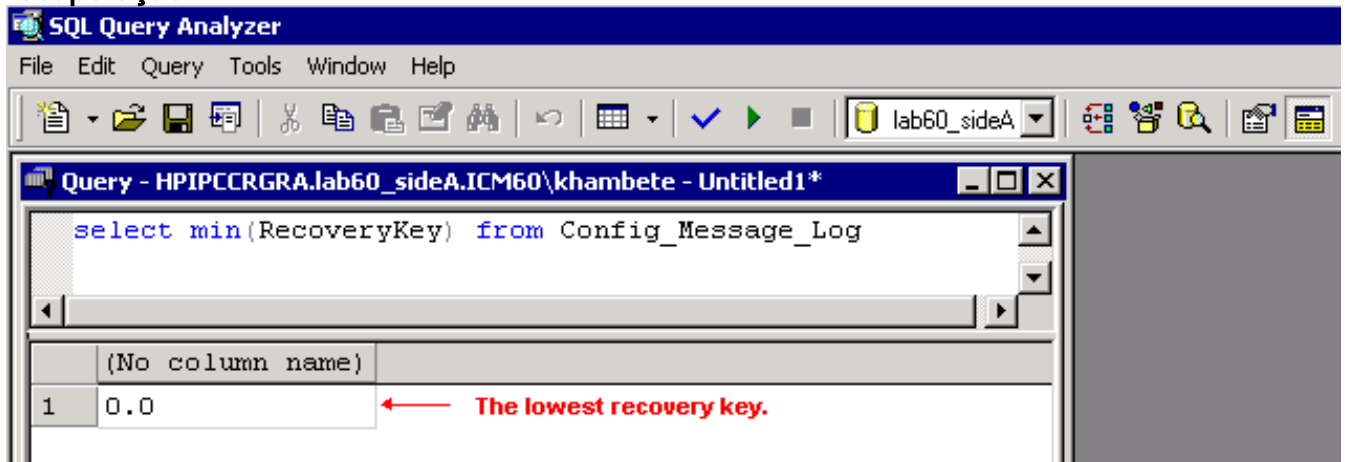 SQL Query Analyzer
File Edit Query Tools Window Help
lab60_sideA
Query - HPIPCCRGRA.lab60_sideA.ICM60\khambete - Untitled1*
select min(RecoveryKey) from Config_Message_Log
(No column name)
1 0.0 The lowest recovery key.